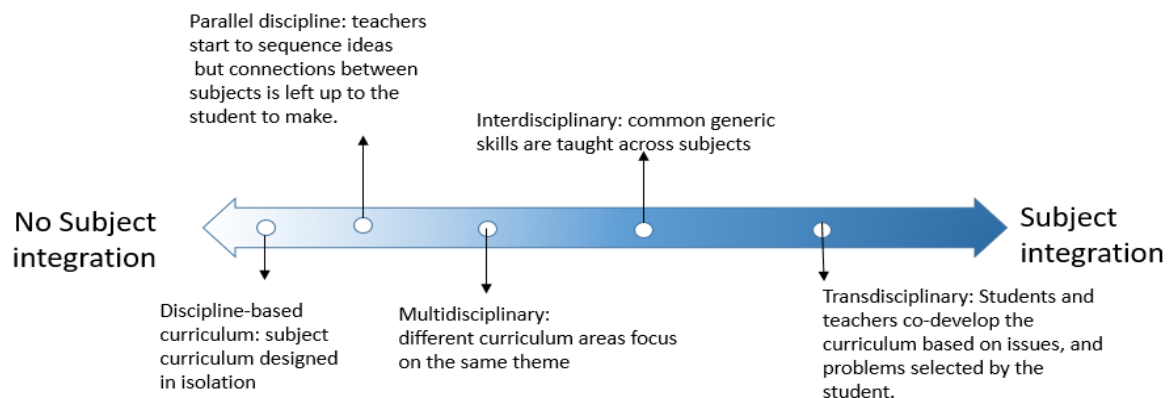 Parallel discipline: teachers
start to sequence ideas
but connections between
subjects is left up to the
student to make.
Interdisciplinary: common generic
skills are taught across subjects
No Subject
integration
Subject
integration
Discipline-based
curriculum: subject
curriculum designed
in isolation
Multidisciplinary:
different curriculum areas focus
on the same theme
Transdisciplinary: Students and
teachers co-develop the
curriculum based on issues, and
problems selected by the
student.